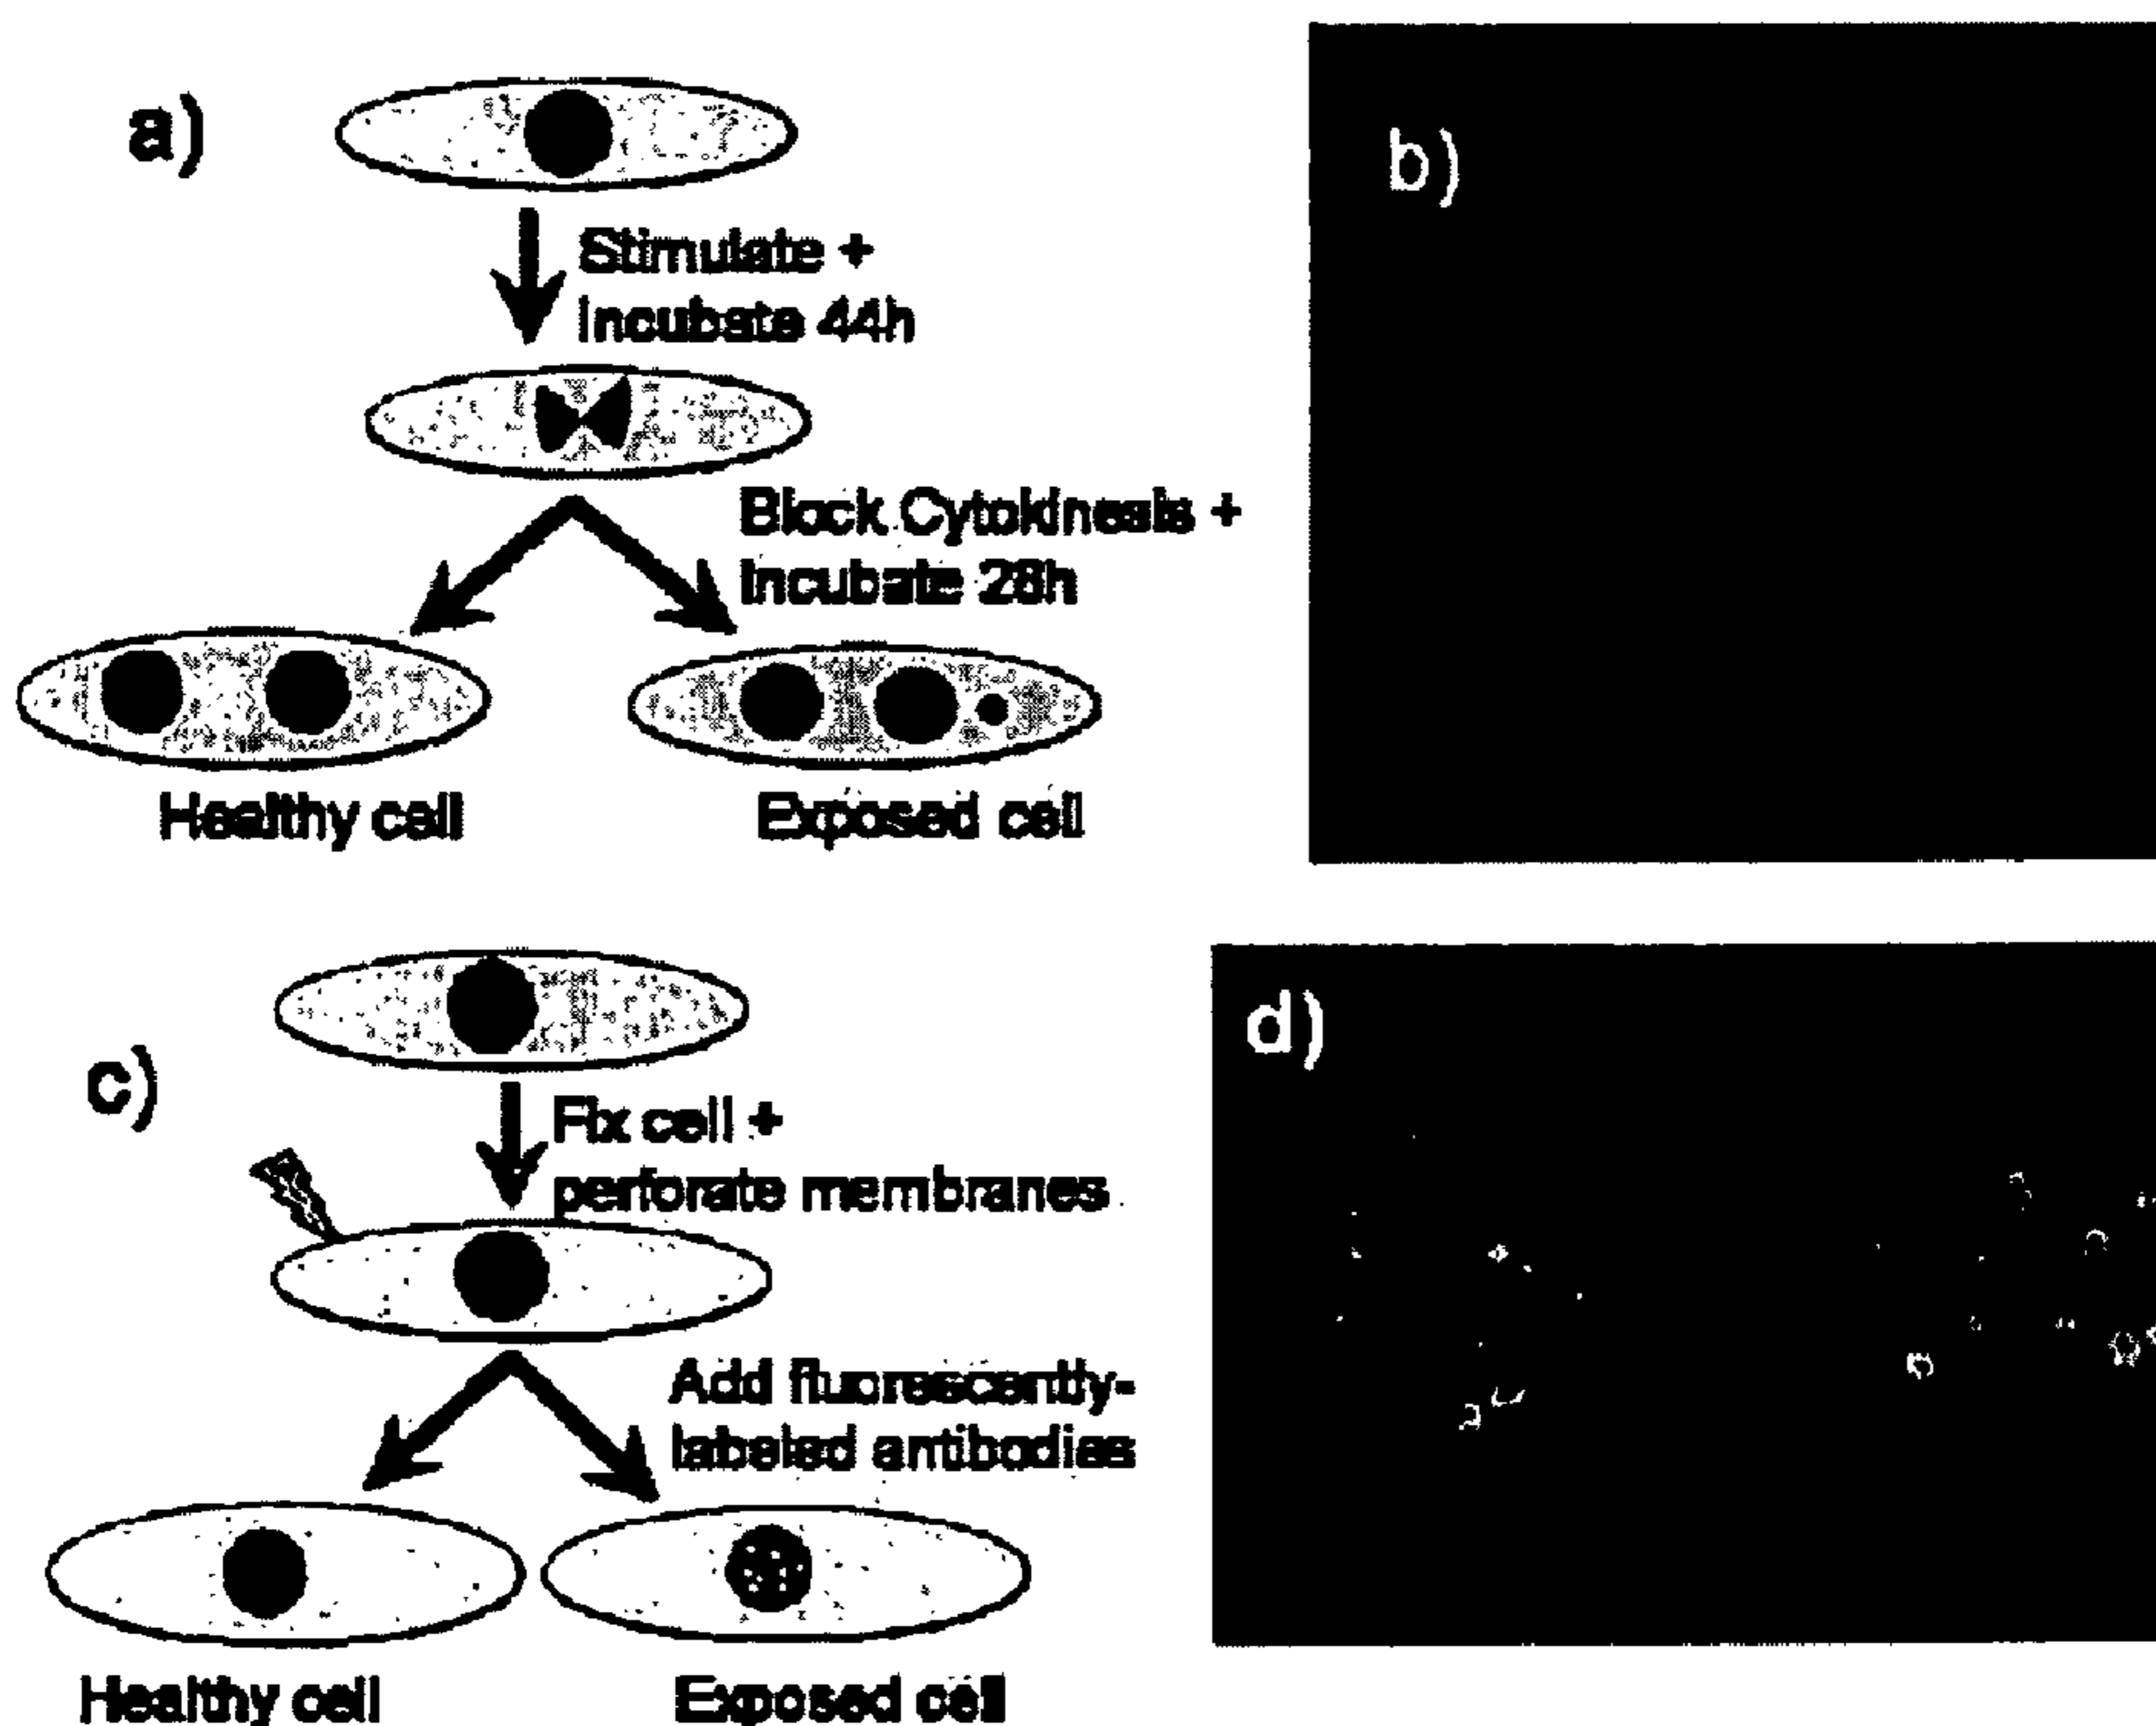 a)
Stimulate +
Incubate 44h
Block Cytokinesis +
Incubate 28h
Healthy cell
Exposed cell
b)
c)
Fix cell +
perforate membranes
Add fluorescently-
labeled antibodies
Healthy cell
Exposed cell
d)